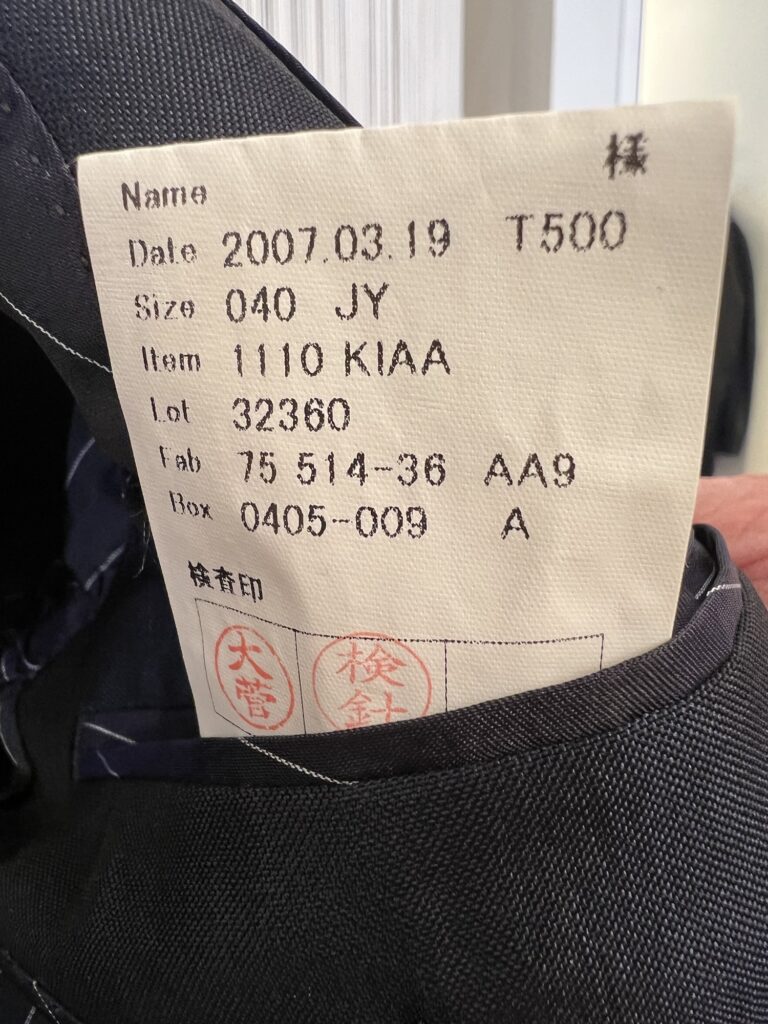 Name 様
Date 2007.03.19 T500
Size 040 JY
Item 1110 KIAA
Lot 32360
Fab 75 514-36 AA9
Box 0405-009 A
検査印
大菅 検針